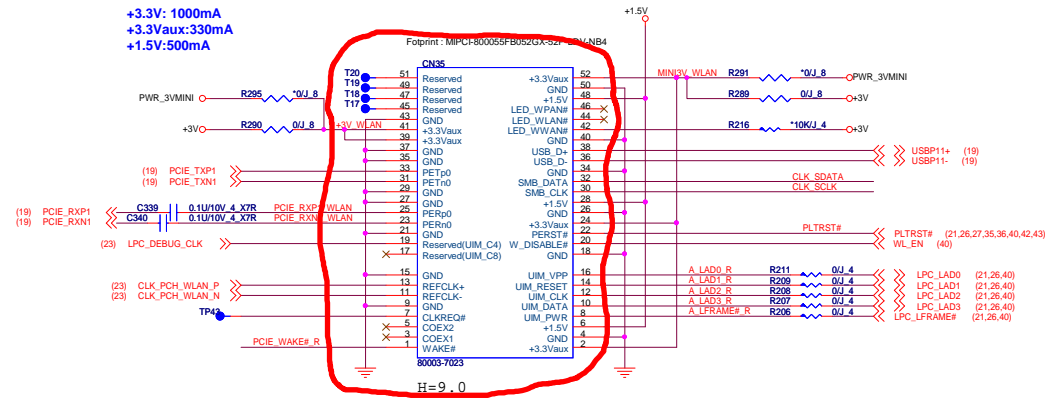 +3.3V: 1000mA
+3.3Vaux:330mA
+1.5V:500mA
+1.5V
CN35
T20
T19
T18
T17
51 Reserved
49 Reserved
47 Reserved
45 Reserved
43 GND
41 +3.3Vaux
39 +3.3Vaux
37 GND
35 GND
33 PETp0
31 PETn0
29 GND
27 GND
25 PERp0
23 PERn0
21 GND
19 Reserved(UIM_C4)
17 Reserved(UIM_C8)
15 GND
13 REFCLK+
11 REFCLK-
9 GND
7 CLKREQ#
5 COEX2
3 COEX1
1 WAKE#
+3.3Vaux 52
GND 50
+1.5V 48
LED_WPAN# 46
LED_WLAN# 44
LED_WWAN# 42
GND 40
USB_D+ 38
USB_D- 36
GND 34
SMB_DATA 32
SMB_CLK 30
+1.5V 28
GND 26
+3.3Vaux 24
PERST# 22
W_DISABLE# 20
GND 18
UIM_VPP 16
UIM_RESET 14
UIM_CLK 12
UIM_DATA 10
UIM_PWR 8
+1.5V 6
GND 4
+3.3Vaux 2
80003-7023
H=9.0
PWR_3VMINI R295 *0/J_8
+3V R290 0/J_8 +3V_WLAN
(19) PCIE_TXP1
(19) PCIE_TXN1
(19) PCIE_RXP1 C339 0.1U/10V_4_X7R PCIE_RXP1_WLAN
(19) PCIE_RXN1 C340 0.1U/10V_4_X7R PCIE_RXN1_WLAN
(23) LPC_DEBUG_CLK
(23) CLK_PCH_WLAN_P
(23) CLK_PCH_WLAN_N
PCIE_WAKE#_R
MINI3V_WLAN R291 *0/J_8 PWR_3VMINI
R289 0/J_8 +3V
R216 *10K/J_4 +3V
USBP11+ (19)
USBP11- (19)
CLK_SDATA
CLK_SCLK
PLTRST# PLTRST# (21,26,27,35,36,40,42,43)
WL_EN (40)
A_LAD0_R R211 0/J_4 LPC_LAD0 (21,26,40)
A_LAD1_R R209 0/J_4 LPC_LAD1 (21,26,40)
A_LAD2_R R208 0/J_4 LPC_LAD2 (21,26,40)
A_LAD3_R R207 0/J_4 LPC_LAD3 (21,26,40)
A_LFRAME#_R R206 0/J_4 LPC_LFRAME# (21,26,40)